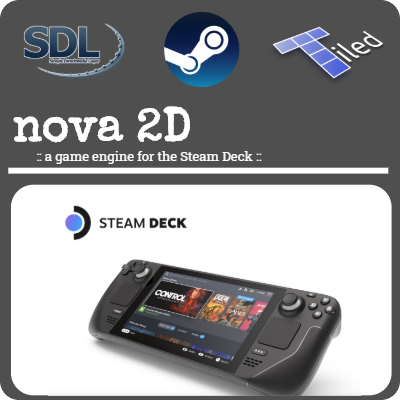 SDL
Simple DirectMedia Layer
Tiled
nova 2D
:: a game engine for the Steam Deck ::
STEAM DECK
CONTROL
DOOM